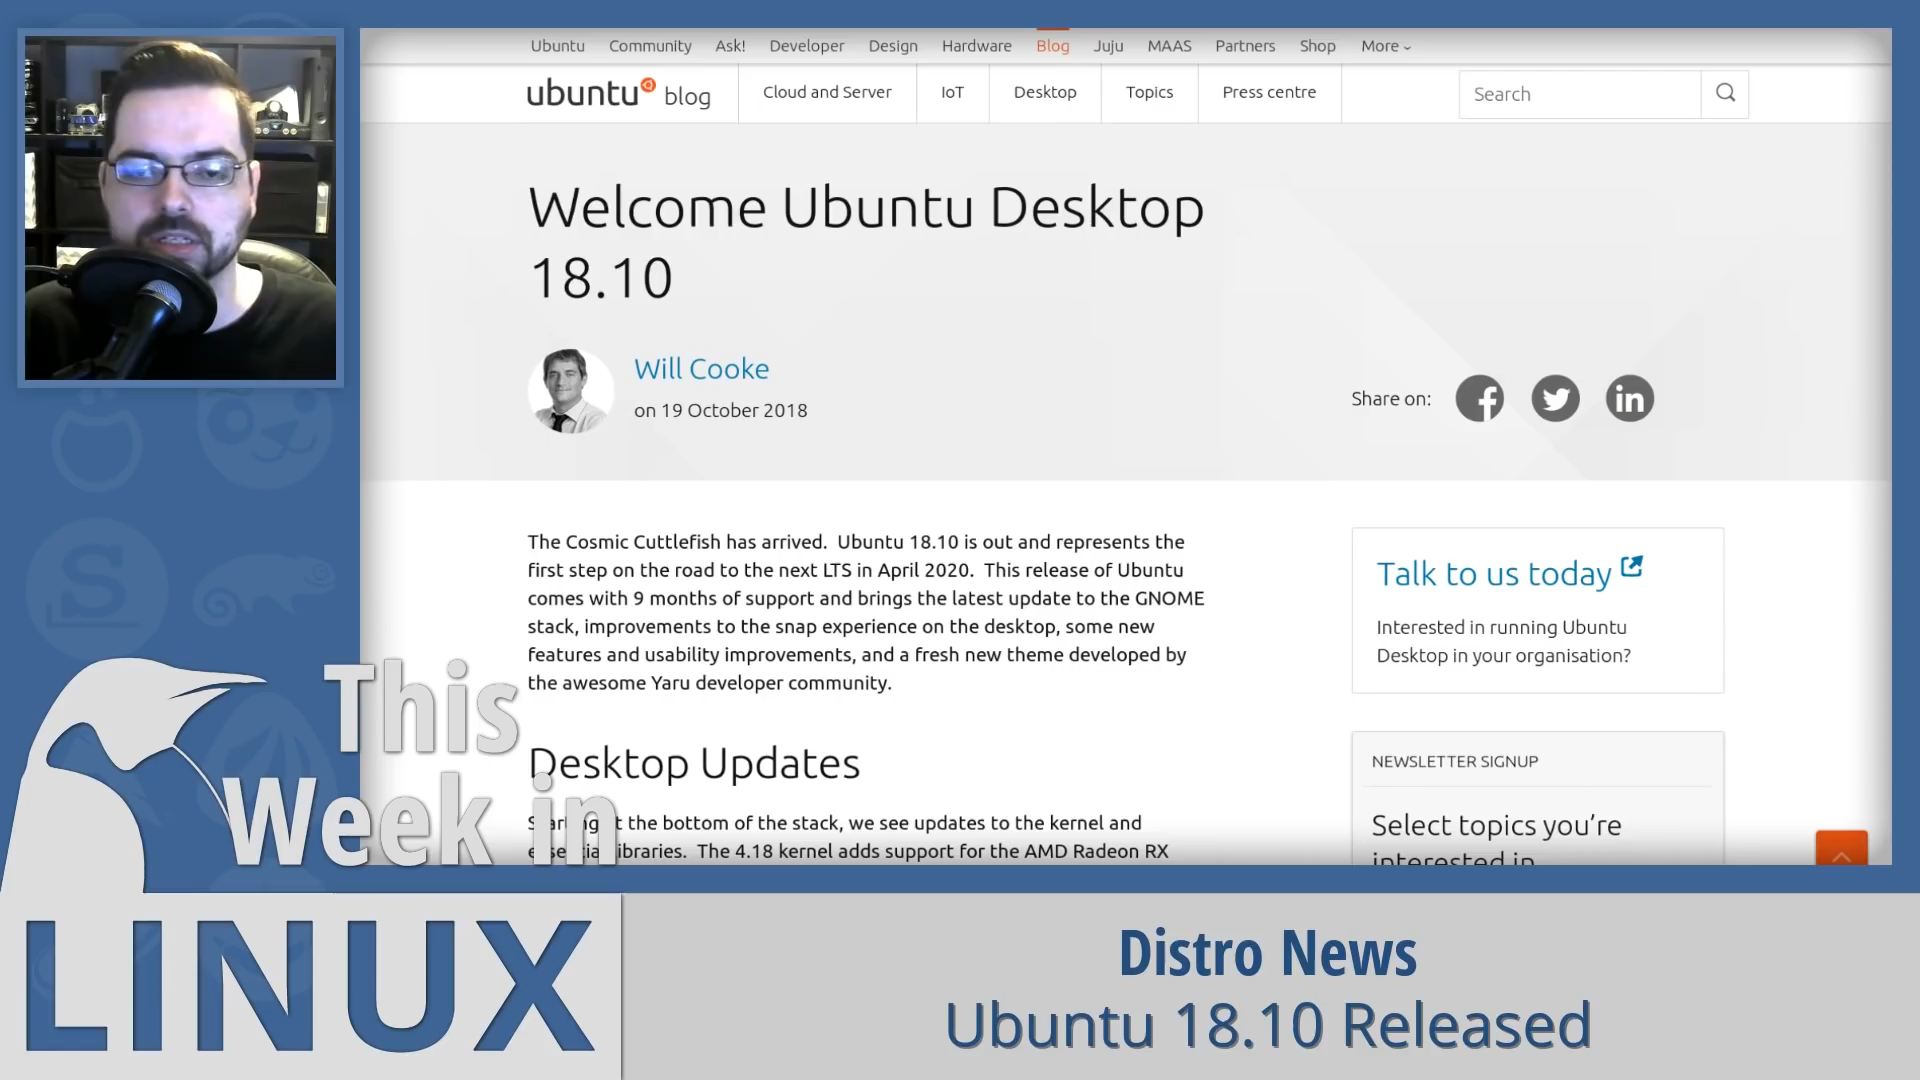 Ubuntu Community Ask! Developer Design Hardware Blog Juju MAAS Partners Shop More
ubuntu blog Cloud and Server IoT Desktop Topics Press centre Search
Welcome Ubuntu Desktop
18.10
Will Cooke
on 19 October 2018
Share on:
The Cosmic Cuttlefish has arrived. Ubuntu 18.10 is out and represents the
first step on the road to the next LTS in April 2020. This release of Ubuntu
comes with 9 months of support and brings the latest update to the GNOME
stack, improvements to the snap experience on the desktop, some new
features and usability improvements, and a fresh new theme developed by
the awesome Yaru developer community.
Desktop Updates
Starting at the bottom of the stack, we see updates to the kernel and
essential libraries. The 4.18 kernel adds support for the AMD Radeon RX
Talk to us today
Interested in running Ubuntu
Desktop in your organisation?
NEWSLETTER SIGNUP
Select topics you're
interested in
This
Week in
LINUX
Distro News
Ubuntu 18.10 Released